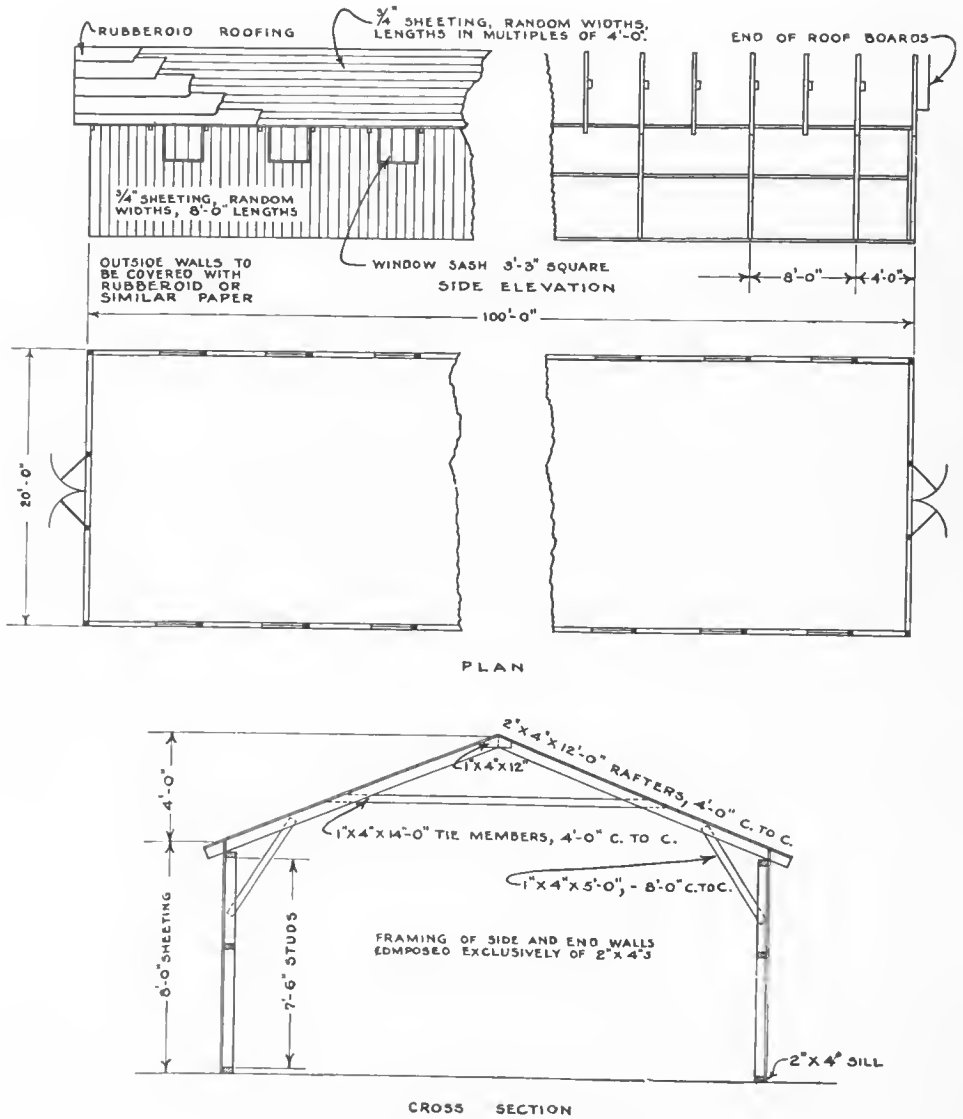 RUBBEROID ROOFING
3/4" SHEETING, RANDOM WIDTHS,
LENGTHS IN MULTIPLES OF 4'-0".
END OF ROOF BOARDS
3/4" SHEETING, RANDOM
WIDTHS, 8'-0" LENGTHS
OUTSIDE WALLS TO
BE COVERED WITH
RUBBEROID OR
SIMILAR PAPER
WINDOW SASH 3'-3" SQUARE
SIDE ELEVATION
8'-0"
4'-0"
100'-0"
20'-0"
PLAN
4'-0"
1"X4"X12"
2"X4"X12'-0" RAFTERS, 4'-0" C. TO C.
1"X4"X14'-0" TIE MEMBERS, 4'-0" C. TO C.
1"X4"X5'-0", - 8'-0" C.TO C.
8'-0" SHEETING
7'-6" STUDS
FRAMING OF SIDE AND END WALLS
COMPOSED EXCLUSIVELY OF 2"X4"S
2"X4" SILL
CROSS SECTION